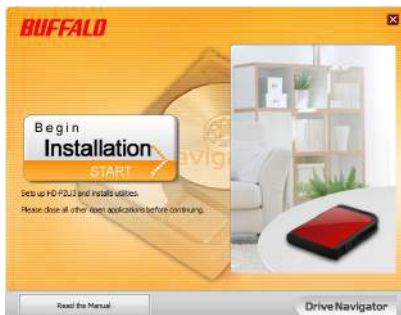 BUFFALO
Begin
Installation
START
Sets up HD-PZU3 and installs utilities.
Please close all other open applications before continuing.
Read the Manual
DriveNavigator